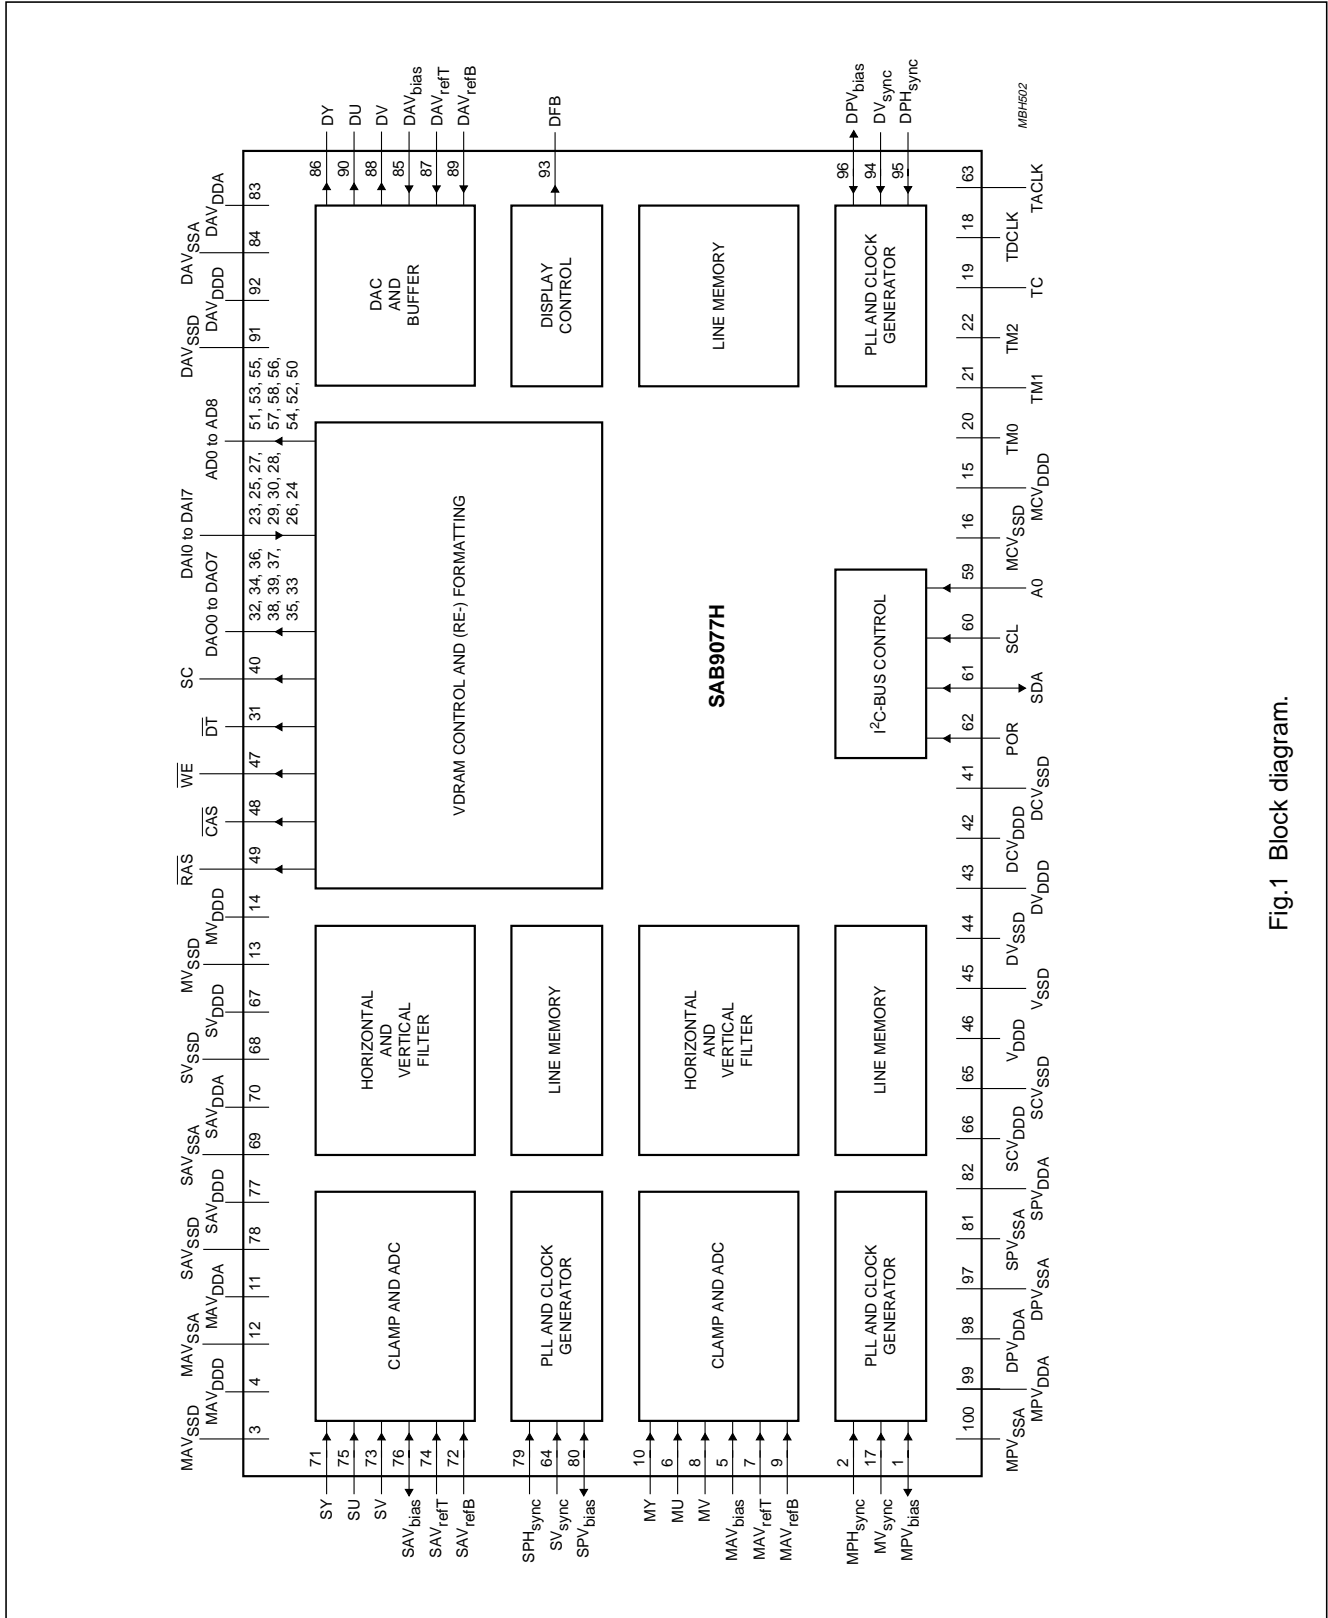 MAVSSD MAVDDD MAVSSA MAVDDA SAVSSD SAVDDD SAVSSA SAVDDA SVSSD SVDDD MVSSD MVDDD RAS CAS WE DT SC DAO0 to DAO7 DAI0 to DAI7 AD0 to AD8 DAVSSD DAVDDD DAVSSA DAVDDA
3 4 12 11 78 77 69 70 68 67 13 14 49 48 47 31 40
32, 34, 36,
38, 39, 37,
35, 33
23, 25, 27,
29, 30, 28,
26, 24
51, 53, 55,
57, 58, 56,
54, 52, 50
91 92 84 83
SY 71
SU 75
SV 73
SAVbias 76
SAVrefT 74
SAVrefB 72
CLAMP AND ADC
HORIZONTAL
AND
VERTICAL
FILTER
VDRAM CONTROL AND (RE-) FORMATTING
DAC
AND
BUFFER
86 DY
90 DU
88 DV
85 DAVbias
87 DAVrefT
89 DAVrefB
SPHsync 79
SVsync 64
SPVbias 80
PLL AND CLOCK
GENERATOR
LINE MEMORY
DISPLAY
CONTROL
93 DFB
MY 10
MU 6
MV 8
MAVbias 5
MAVrefT 7
MAVrefB 9
CLAMP AND ADC
HORIZONTAL
AND
VERTICAL
FILTER
SAB9077H
LINE MEMORY
MPHsync 2
MVsync 17
MPVbias 1
PLL AND CLOCK
GENERATOR
LINE MEMORY
I2C-BUS CONTROL
PLL AND CLOCK
GENERATOR
96 DPVbias
94 DVsync
95 DPHsync
100 99 98 97 81 82 66 65 46 45 44 43 42 41 62 61 60 59 16 15 20 21 22 19 18 63
MPVSSA MPVDDA DPVDDA DPVSSA SPVSSA SPVDDA SCVDDD SCVSSD VDDD VSSD DVSSD DVDDD DCVDDD DCVSSD POR SDA SCL A0 MCVSSD MCVDDD TM0 TM1 TM2 TC TDCLK TACLK
MBH502
Fig.1 Block diagram.